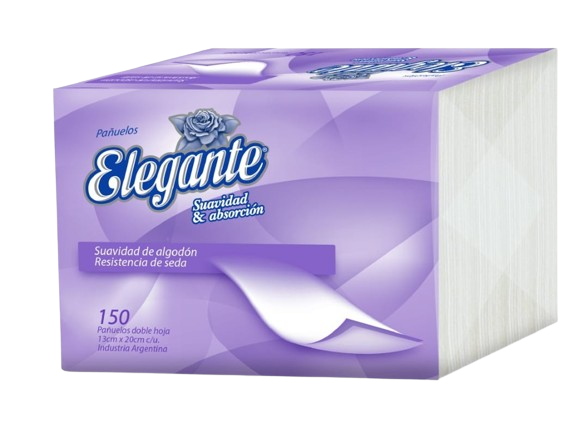 Pañuelos
Elegante
Suavidad
& absorción
Suavidad de algodón
Resistencia de seda
150
Pañuelos doble hoja
13cm x 20cm c/u.
Industria Argentina